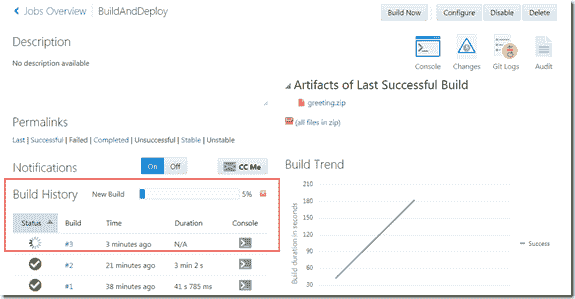 Jobs Overview | BuildAndDeploy
Build Now Configure Disable Delete
Description
No description available
Console Changes Git Logs Audit
Artifacts of Last Successful Build
greeting.zip
(all files in zip)
Permalinks
Last | Successful | Failed | Completed | Unsuccessful | Stable | Unstable
Notifications On Off CC Me
Build History New Build 5%
Status Build Time Duration Console
#3 3 minutes ago N/A
#2 21 minutes ago 3 min 2 s
#1 38 minutes ago 41 s 785 ms
Build Trend
Build duration in seconds
210
180
150
120
90
60
30
Success